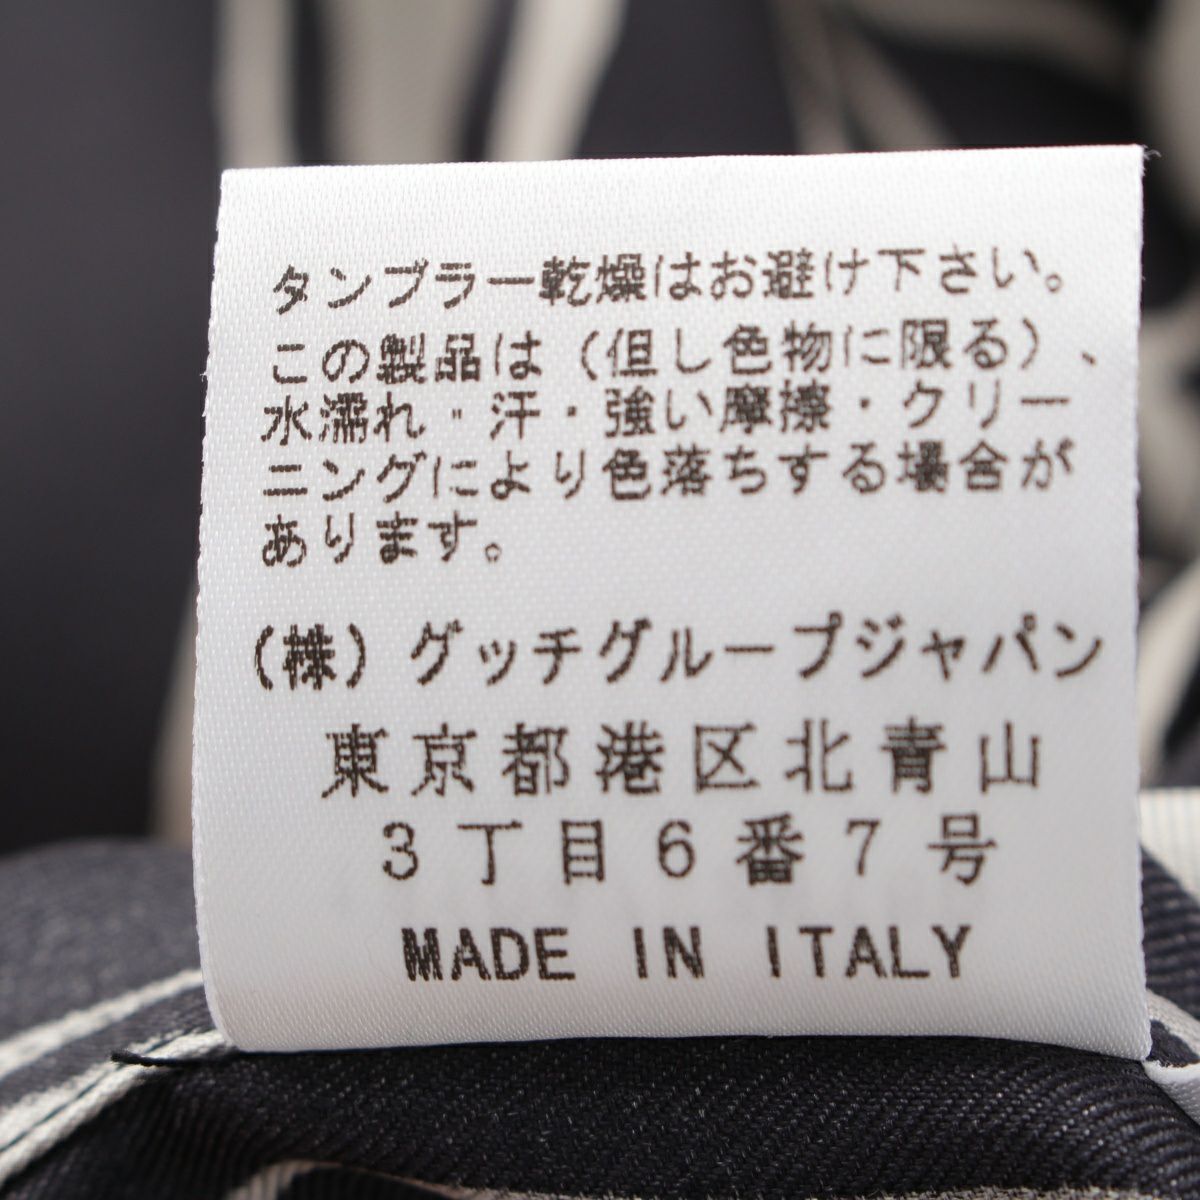 タンブラー乾燥はお避け下さい。
この製品は（但し色物に限る）、
水濡れ・汗・強い摩擦・クリー
ニングにより色落ちする場合が
あります。
（株）グッチグループジャパン
東京都港区北青山
3丁目6番7号
MADE IN ITALY